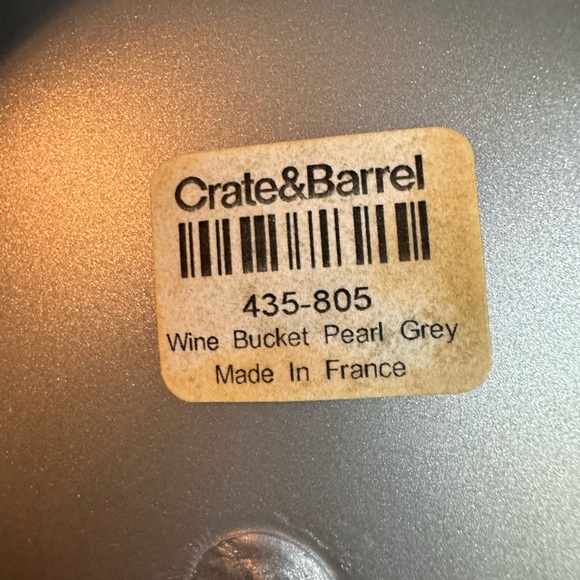 Crate&Barrel
435-805
Wine Bucket Pearl Grey
Made In France